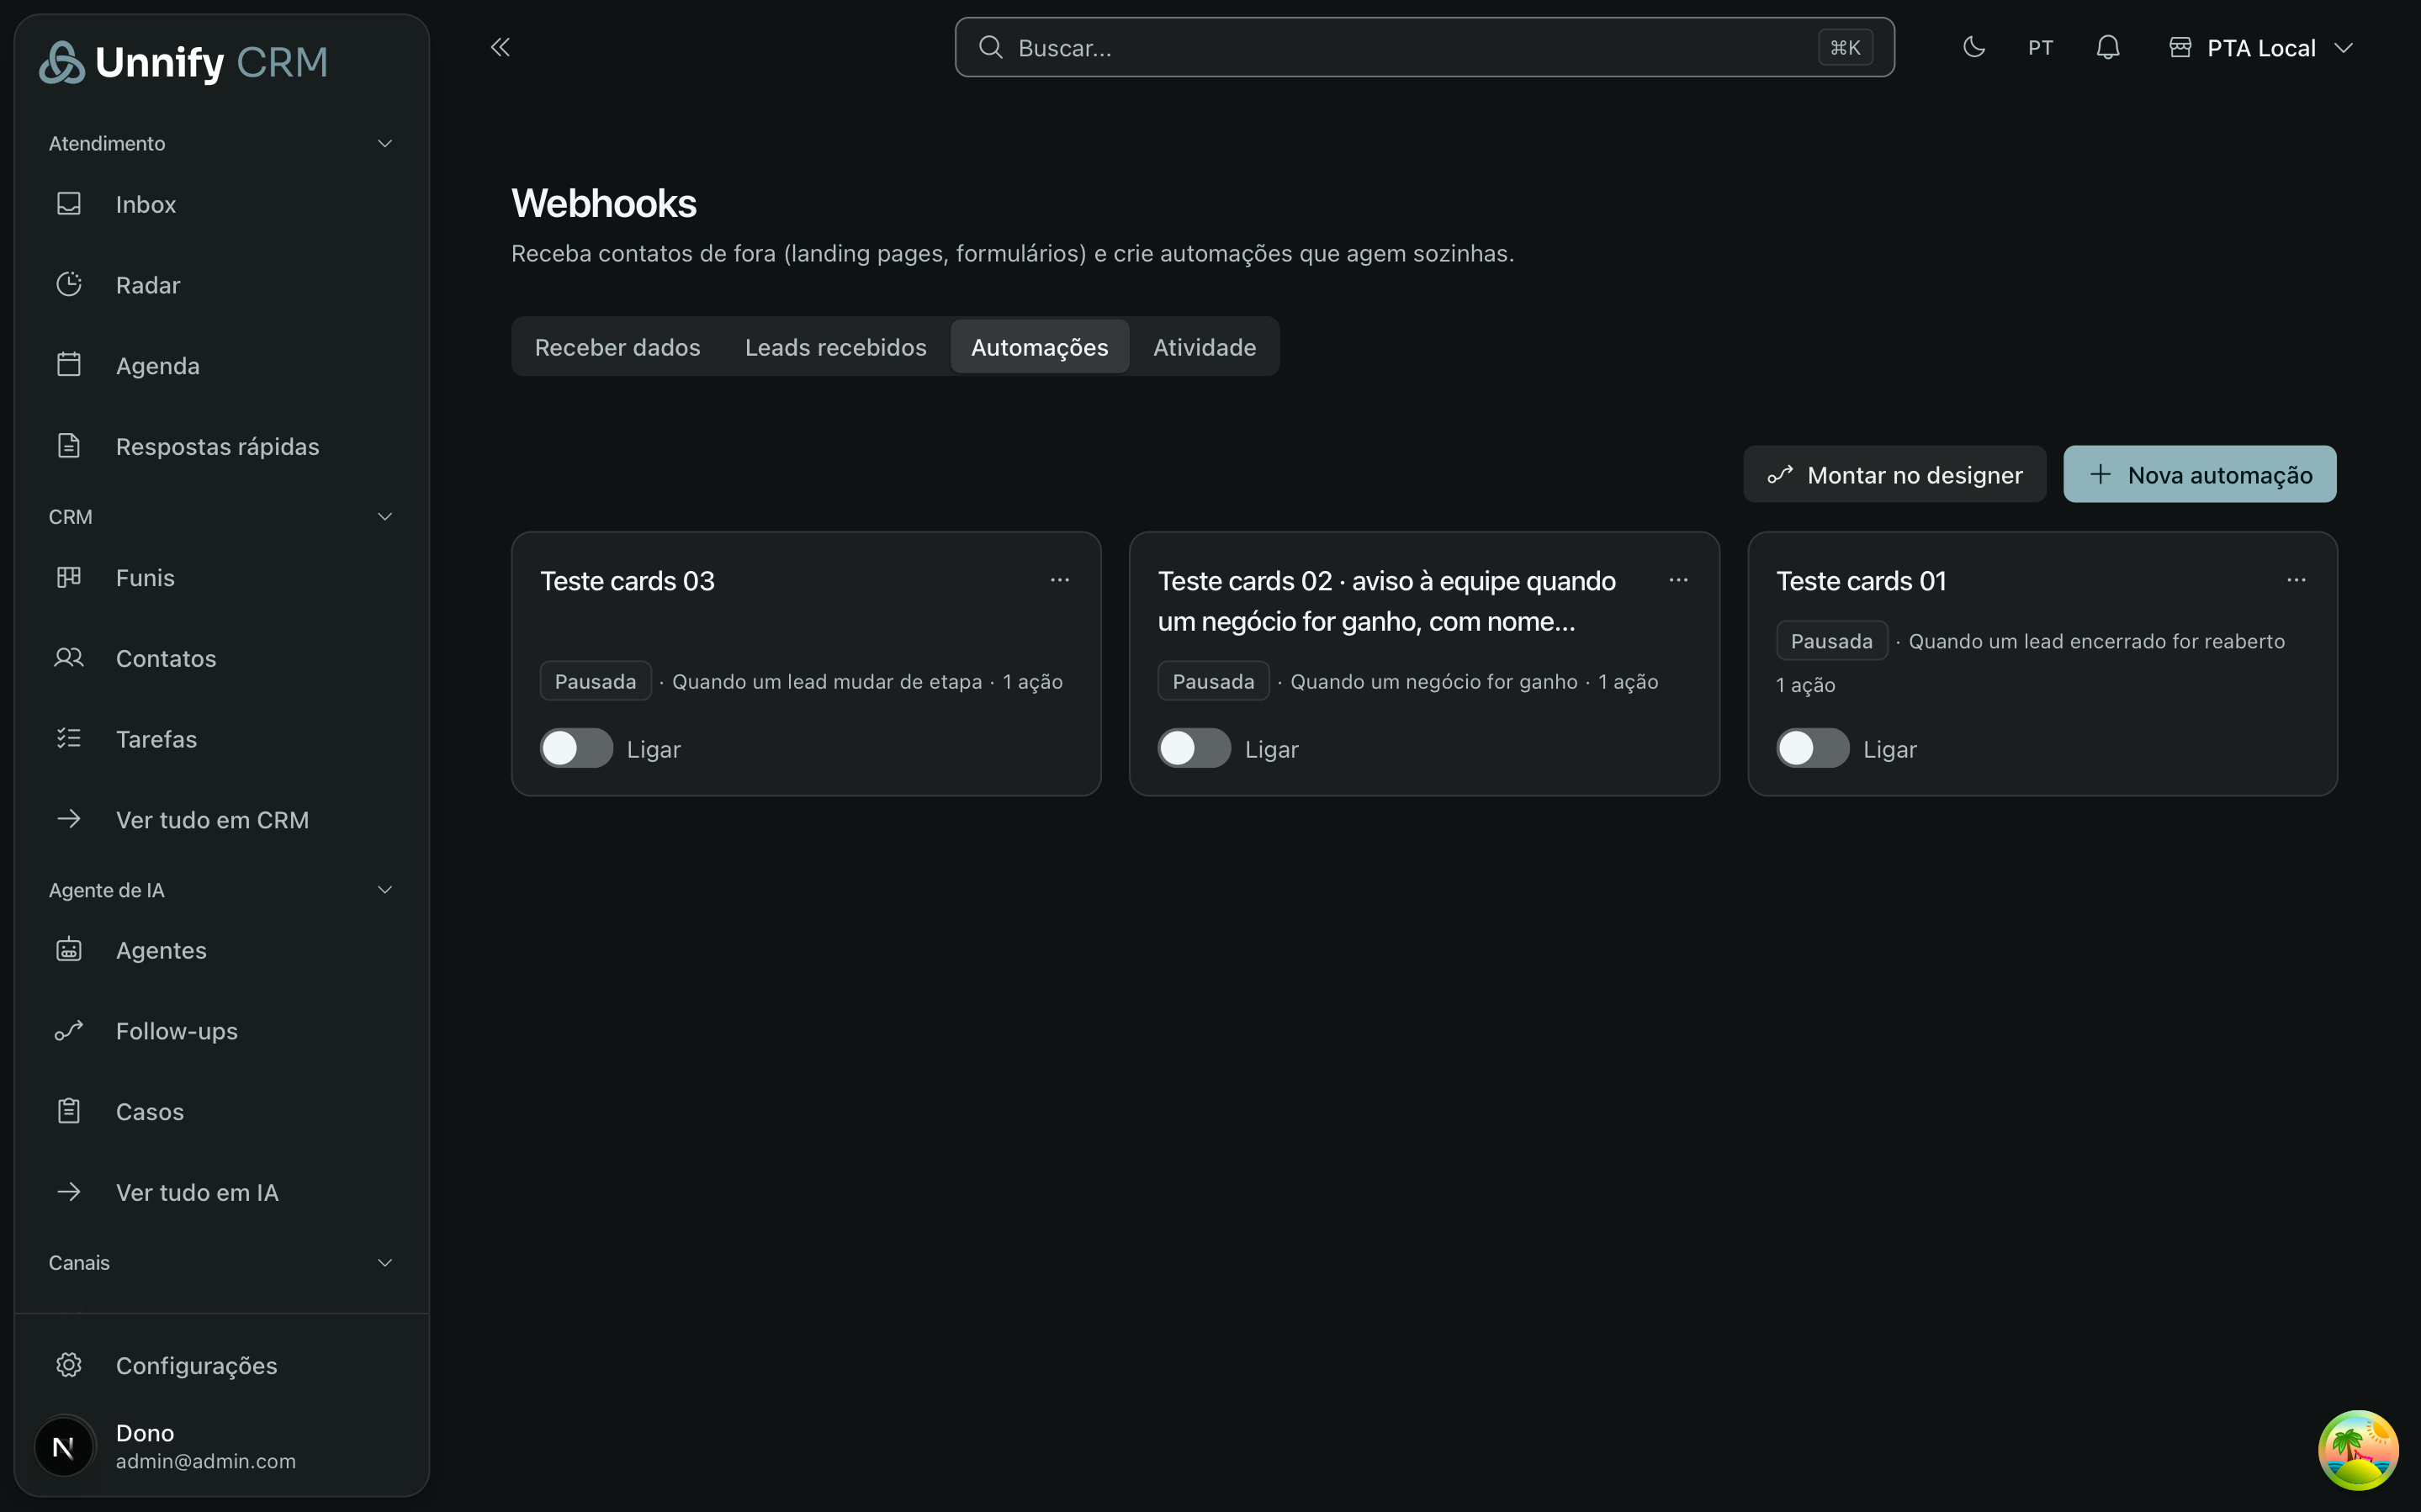 Unnify CRM
Atendimento
Inbox
Radar
Agenda
Respostas rápidas
CRM
Funis
Contatos
Tarefas
Ver tudo em CRM
Agente de IA
Agentes
Follow-ups
Casos
Ver tudo em IA
Canais
Configurações
N
Dono
admin@admin.com
Buscar...
⌘K
PT
PTA Local
Webhooks
Receba contatos de fora (landing pages, formulários) e crie automações que agem sozinhas.
Receber dados
Leads recebidos
Automações
Atividade
Montar no designer
Nova automação
Teste cards 03
Pausada · Quando um lead mudar de etapa · 1 ação
Ligar
Teste cards 02 · aviso à equipe quando
um negócio for ganho, com nome...
Pausada · Quando um negócio for ganho · 1 ação
Ligar
Teste cards 01
Pausada · Quando um lead encerrado for reaberto
1 ação
Ligar